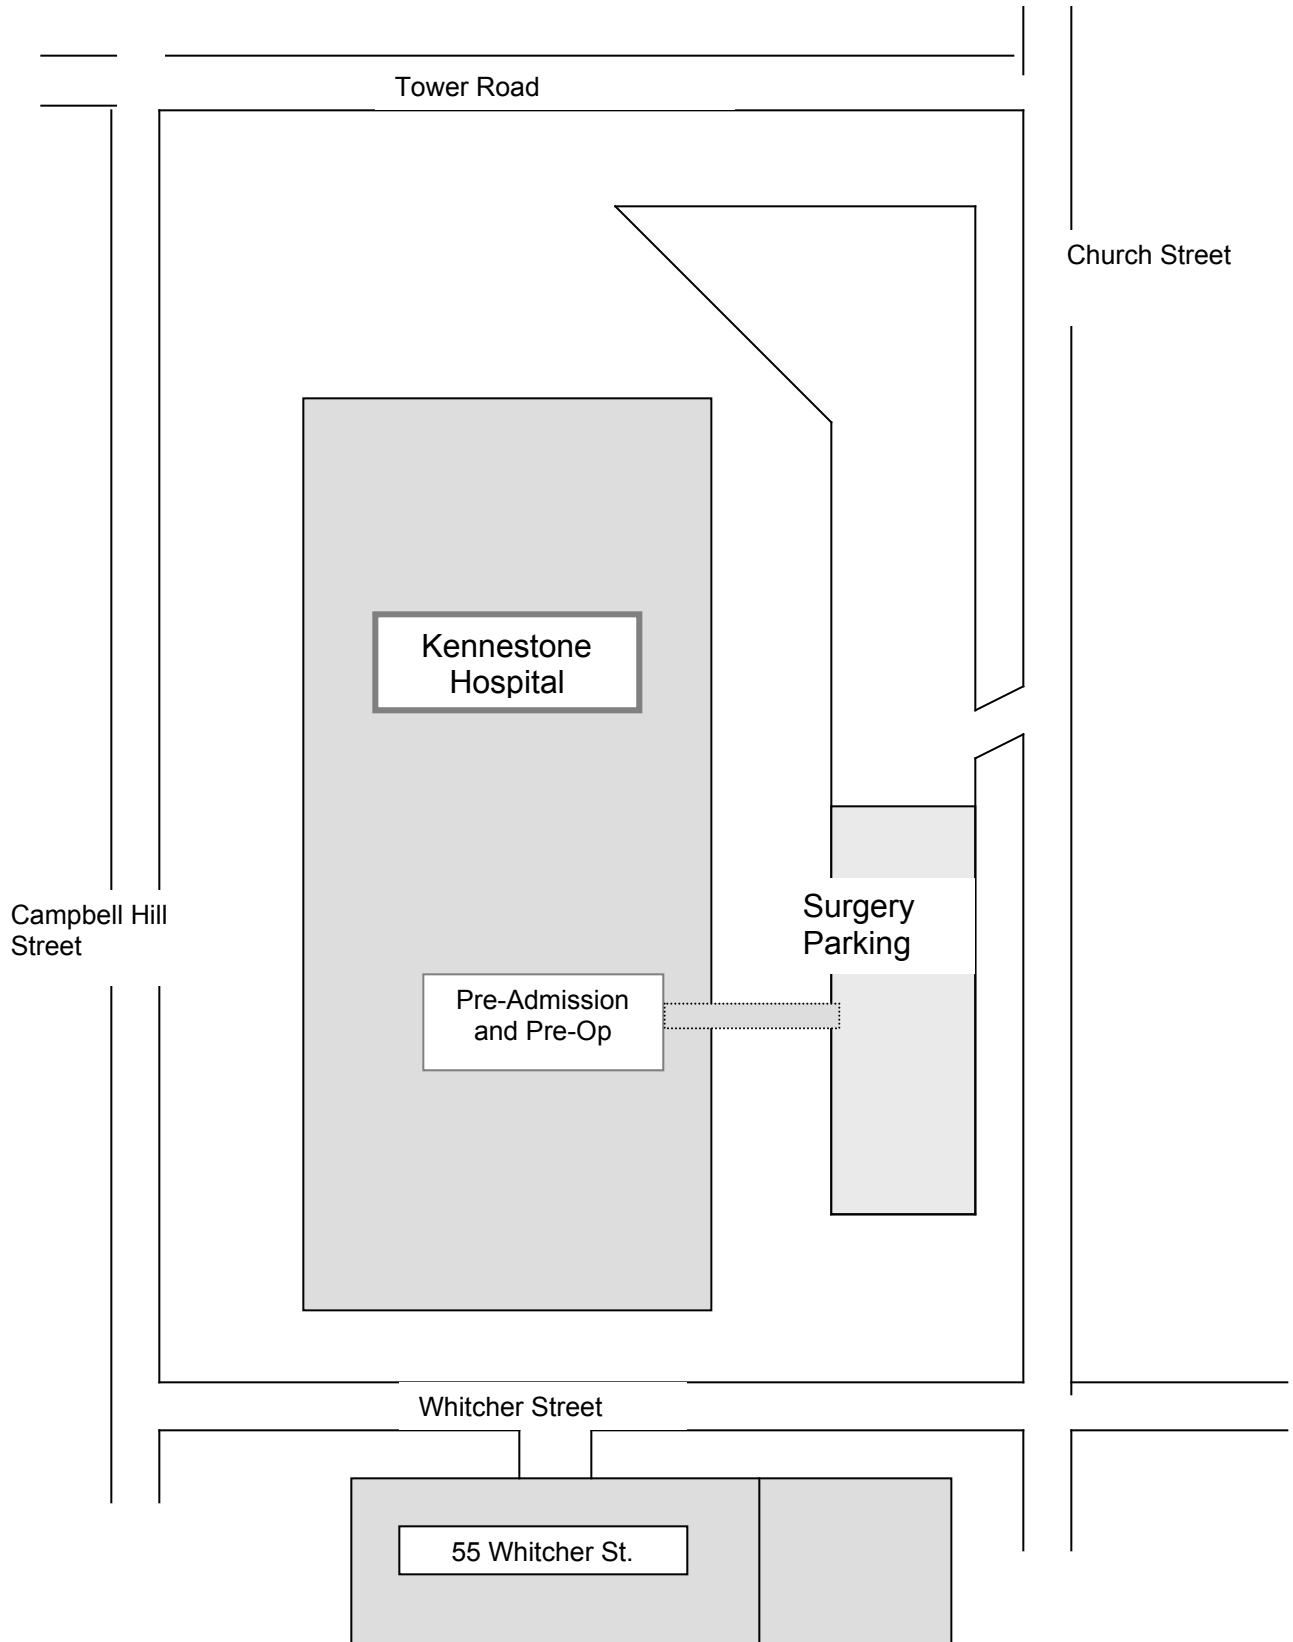 Tower Road
Church Street
Kennestone
Hospital
Campbell Hill
Street
Surgery
Parking
Pre-Admission
and Pre-Op
Whitcher Street
55 Whitcher St.